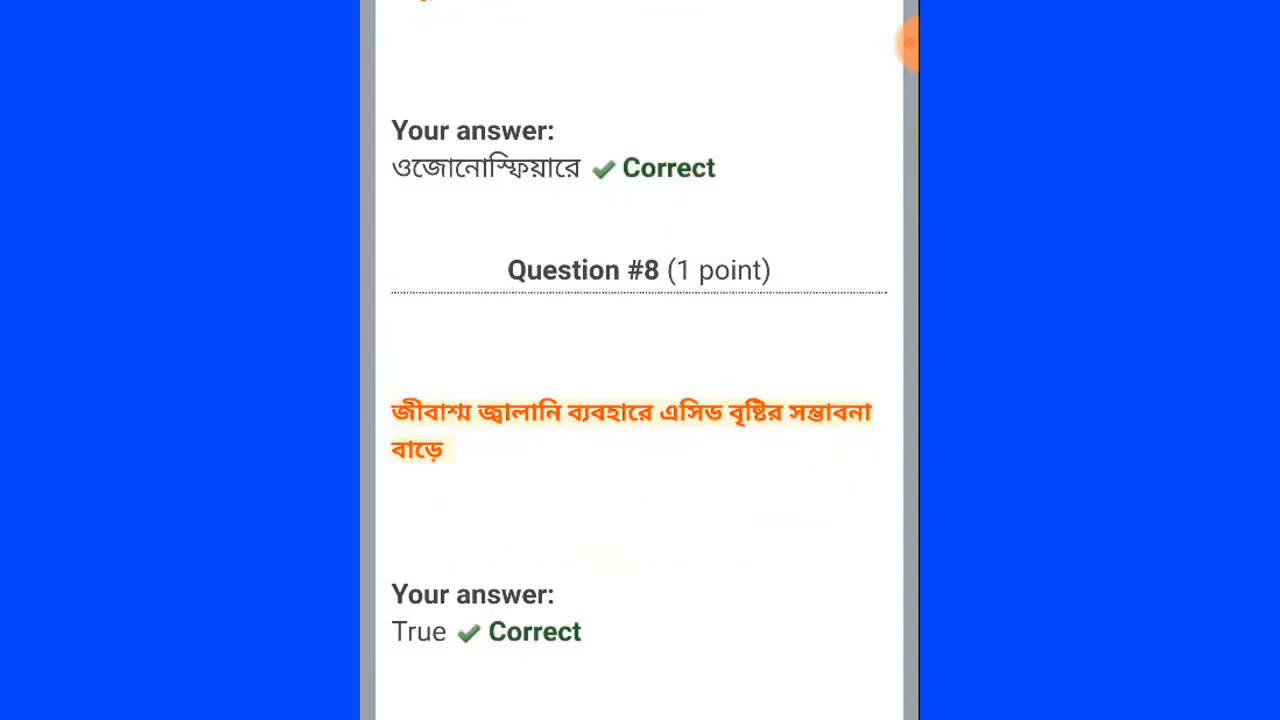 Your answer:
ওজোনোস্ফিয়ারে ✔ Correct
Question #8 (1 point)
জীবাশ্ম জ্বালানি ব্যবহারে এসিড বৃষ্টির সম্ভাবনা
বাড়ে
Your answer:
True ✔ Correct